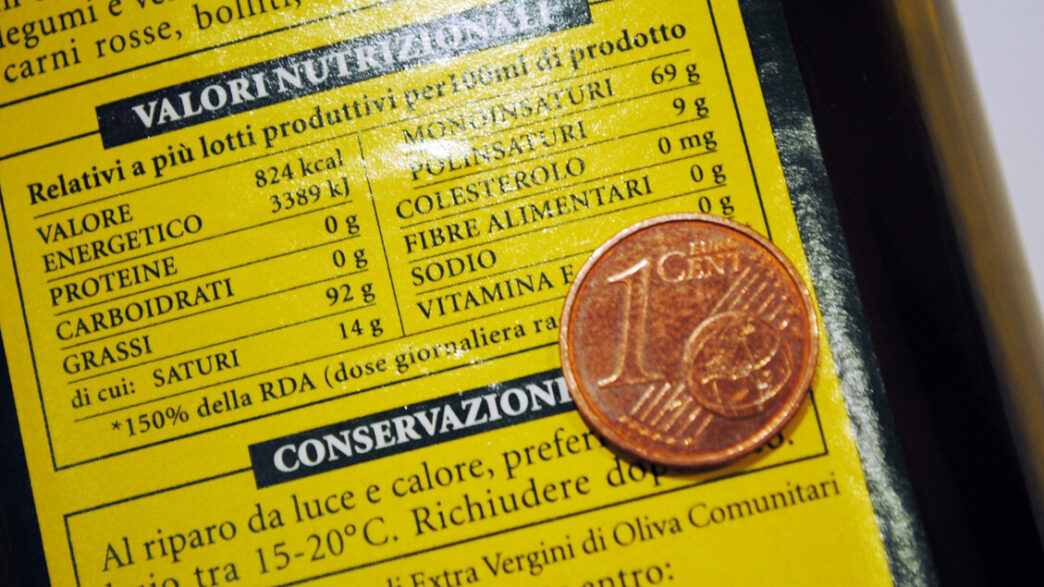 legumi e
carni rosse, bolliti,
VALORI NUTRIZIONALI
Relativi a più lotti produttivi per100ml di prodotto
VALORE
ENERGETICO
824 kcal
3389 kJ
PROTEINE 0 g
CARBOIDRATI 0 g
GRASSI 92 g
di cui: SATURI 14 g
MONOINSATURI 69 g
POLINSATURI 9 g
COLESTEROLO 0 mg
FIBRE ALIMENTARI 0 g
SODIO 0 g
VITAMINA E
*150% della RDA (dose giornaliera
CONSERVAZIONE
Al riparo da luce e calore,
tra 15-20°C. Richiudere
Extra Vergini di Oliva Comunitari
1
EURO
CENT